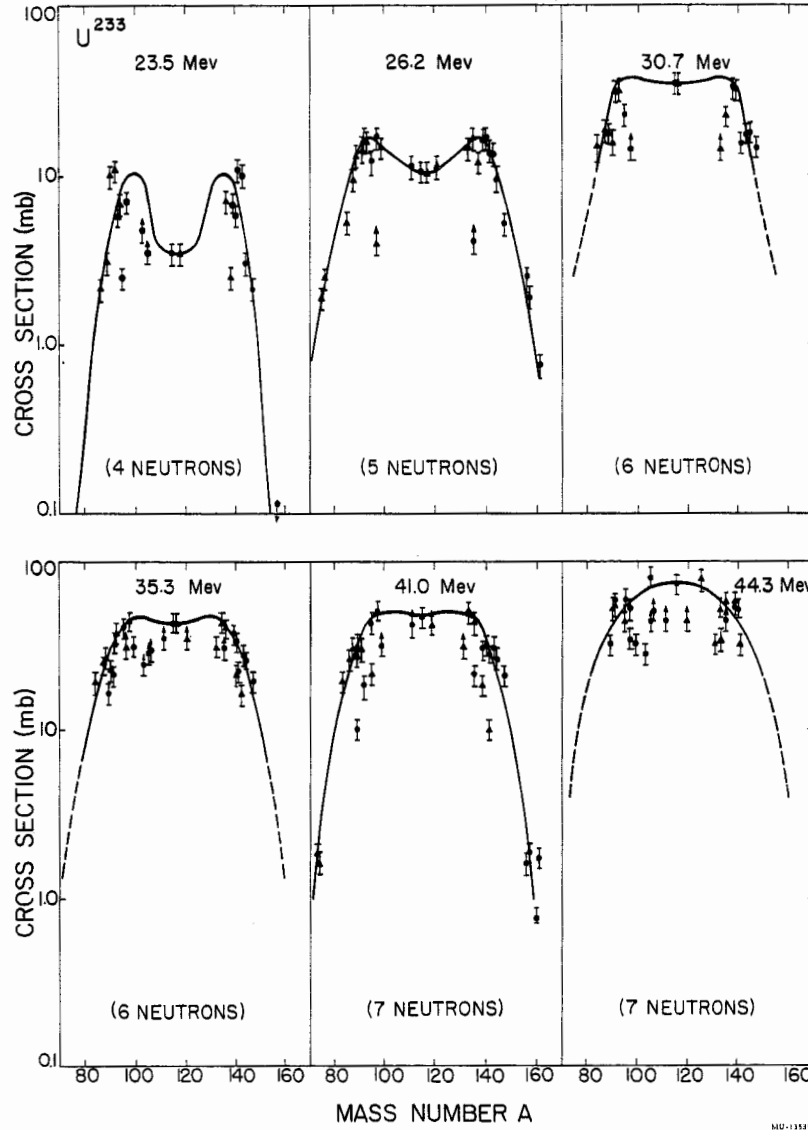 100
U²³³
23.5 Mev
26.2 Mev
30.7 Mev
10
1.0
0.1
CROSS SECTION (mb)
(4 NEUTRONS)
(5 NEUTRONS)
(6 NEUTRONS)
100
35.3 Mev
41.0 Mev
44.3 Mev
10
1.0
0.1
CROSS SECTION (mb)
(6 NEUTRONS)
(7 NEUTRONS)
(7 NEUTRONS)
80 100 120 140 160 80 100 120 140 160 80 100 120 140 160
MASS NUMBER A